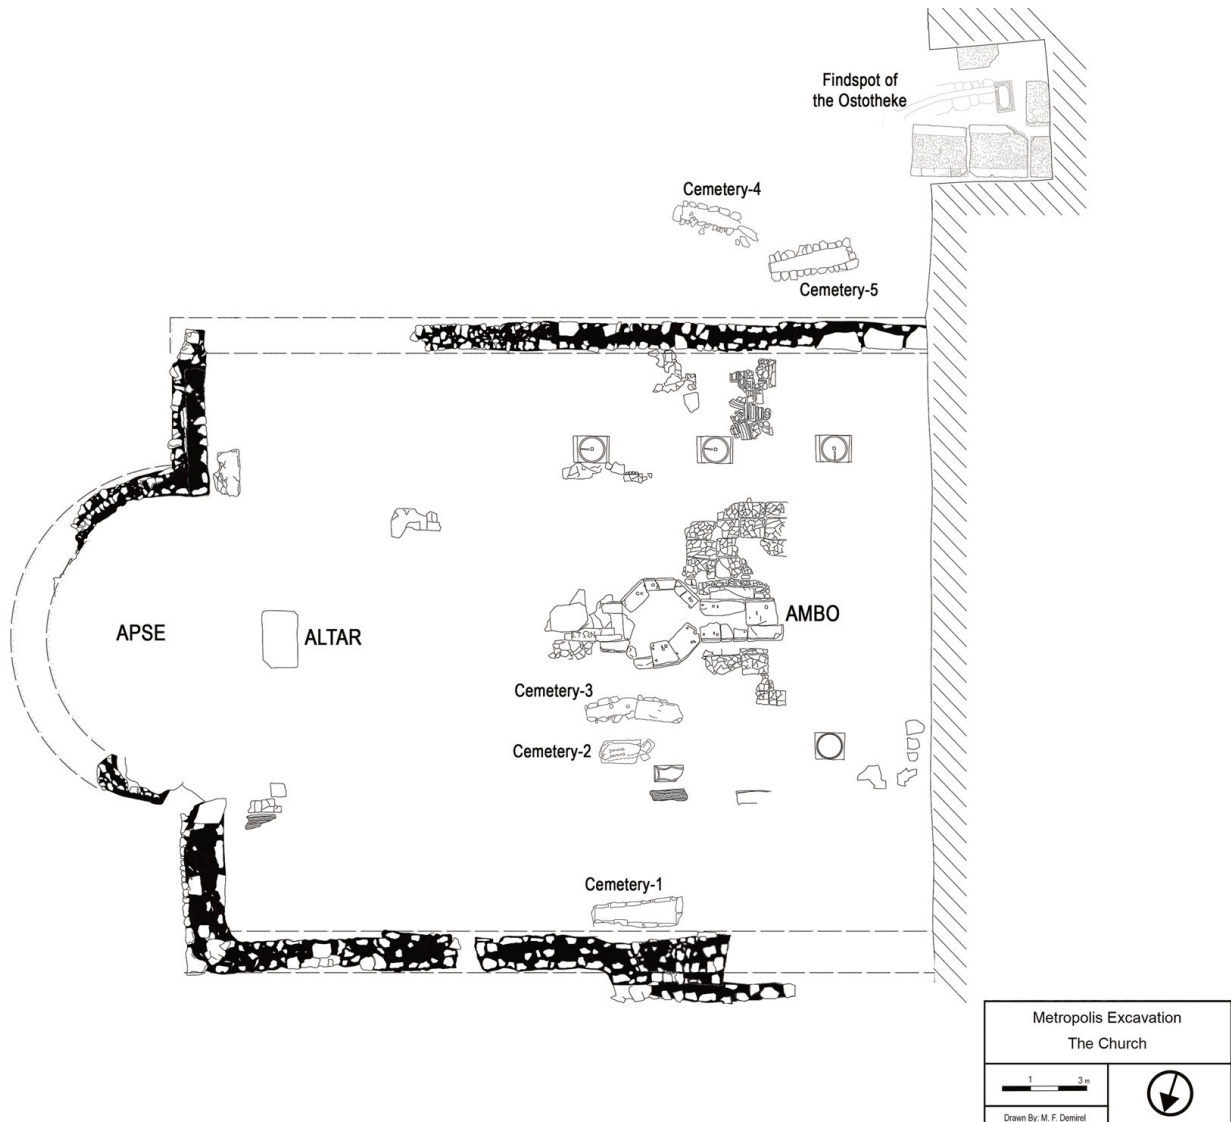 Findspot of
the Ostotheke
Cemetery-4
Cemetery-5
APSE
ALTAR
AMBO
Cemetery-3
Cemetery-2
Cemetery-1
Metropolis Excavation
The Church
1 3 m
Drawn By: M. F. Demirel